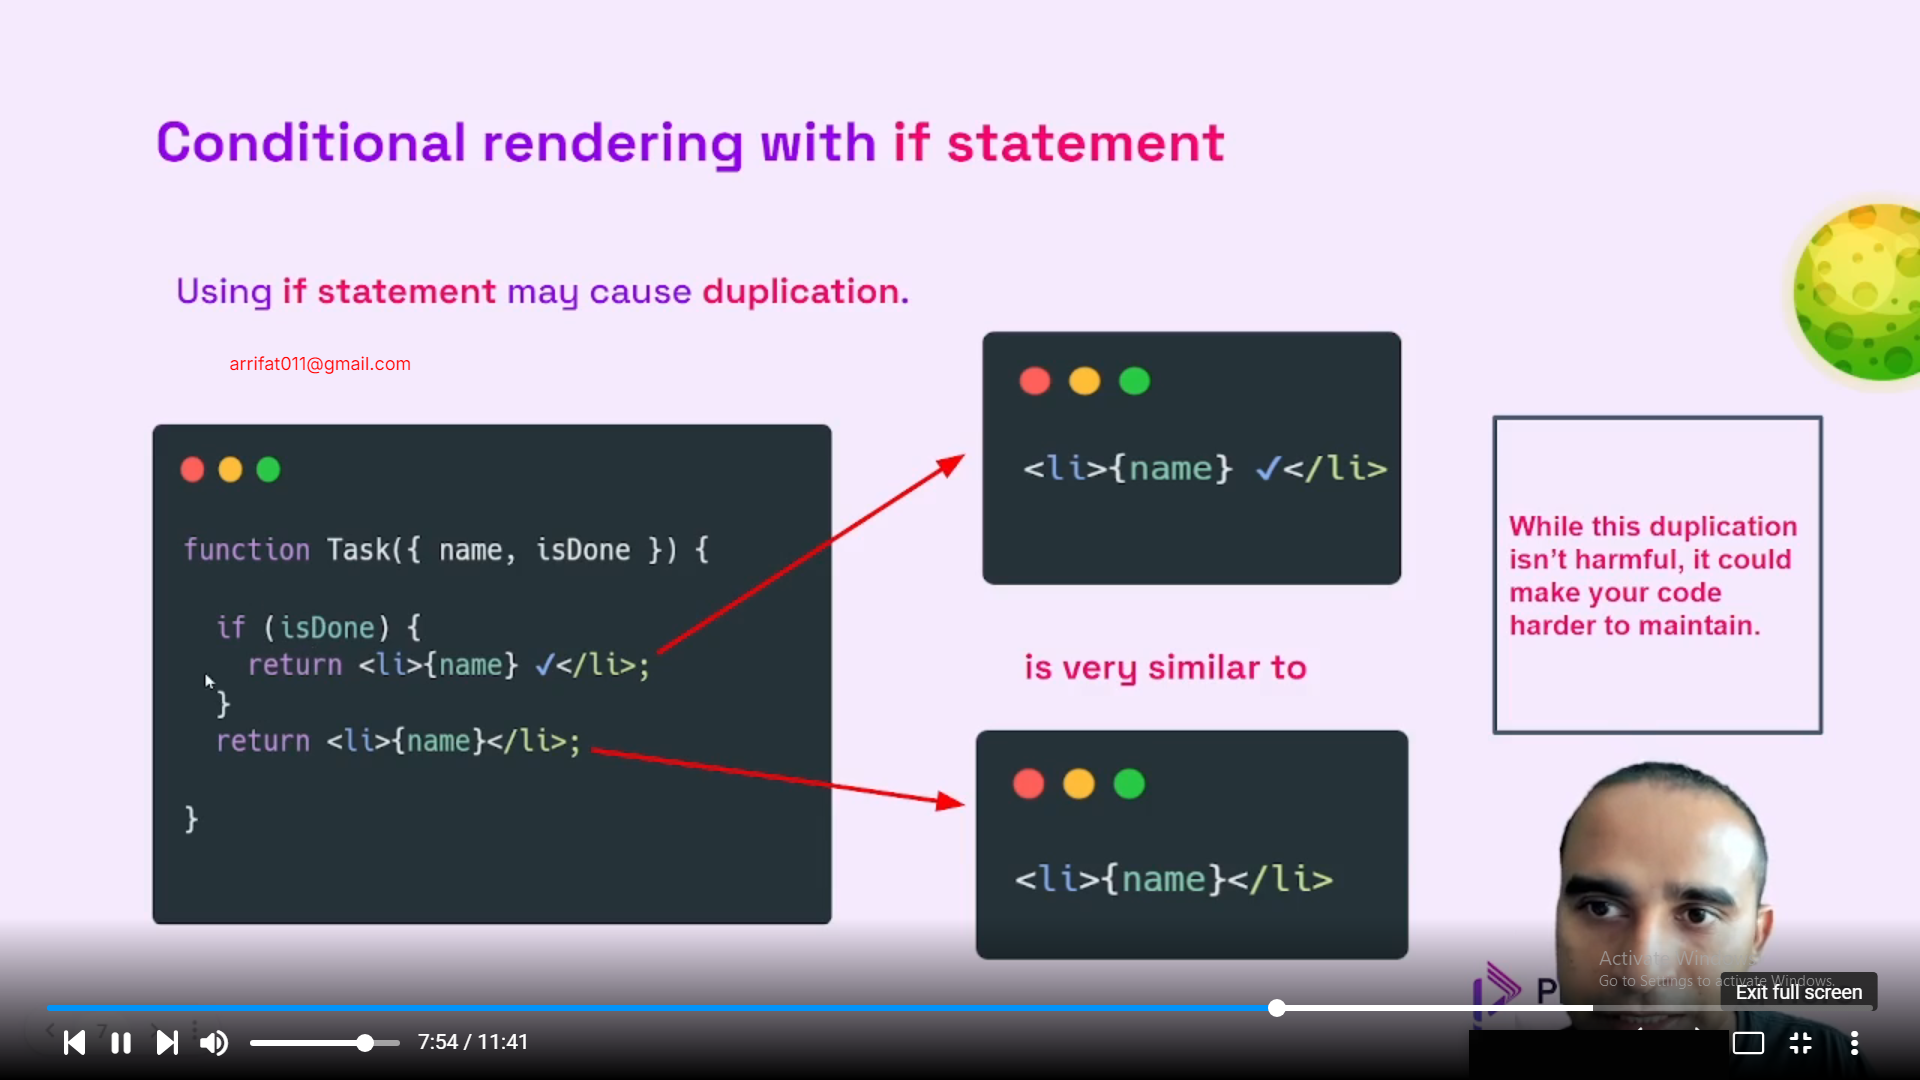 Conditional rendering with if statement
Using if statement may cause duplication.
arrifat011@gmail.com
function Task({ name, isDone }) {
if (isDone) {
return <li>{name} ✓</li>;
}
return <li>{name}</li>;
}
<li>{name} ✓</li>
is very similar to
<li>{name}</li>
While this duplication
isn't harmful, it could
make your code
harder to maintain.
Go to Settings to activate Windows.
Exit full screen
7:54 / 11:41